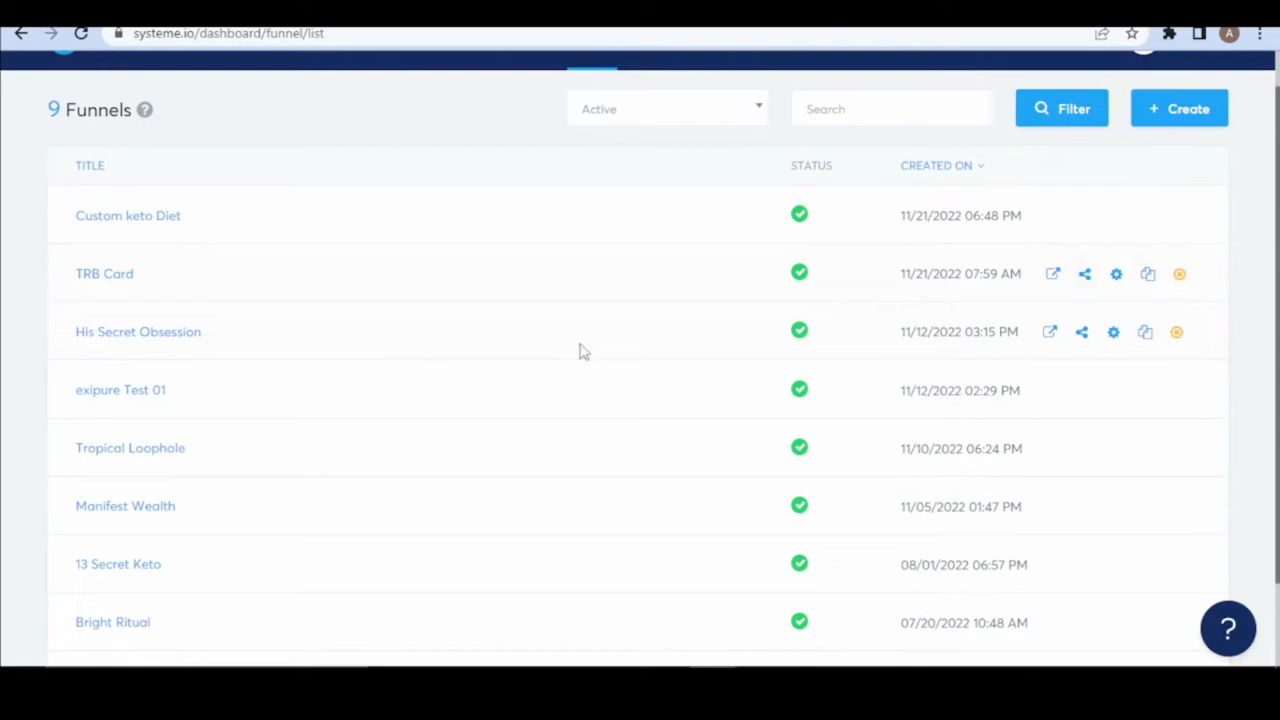 systeme.io/dashboard/funnel/list
A
9 Funnels ?
Active
Search
Filter
+ Create
TITLE
STATUS
CREATED ON
Custom keto Diet
11/21/2022 06:48 PM
TRB Card
11/21/2022 07:59 AM
His Secret Obsession
11/12/2022 03:15 PM
exipure Test 01
11/12/2022 02:29 PM
Tropical Loophole
11/10/2022 06:24 PM
Manifest Wealth
11/05/2022 01:47 PM
13 Secret Keto
08/01/2022 06:57 PM
Bright Ritual
07/20/2022 10:48 AM
?